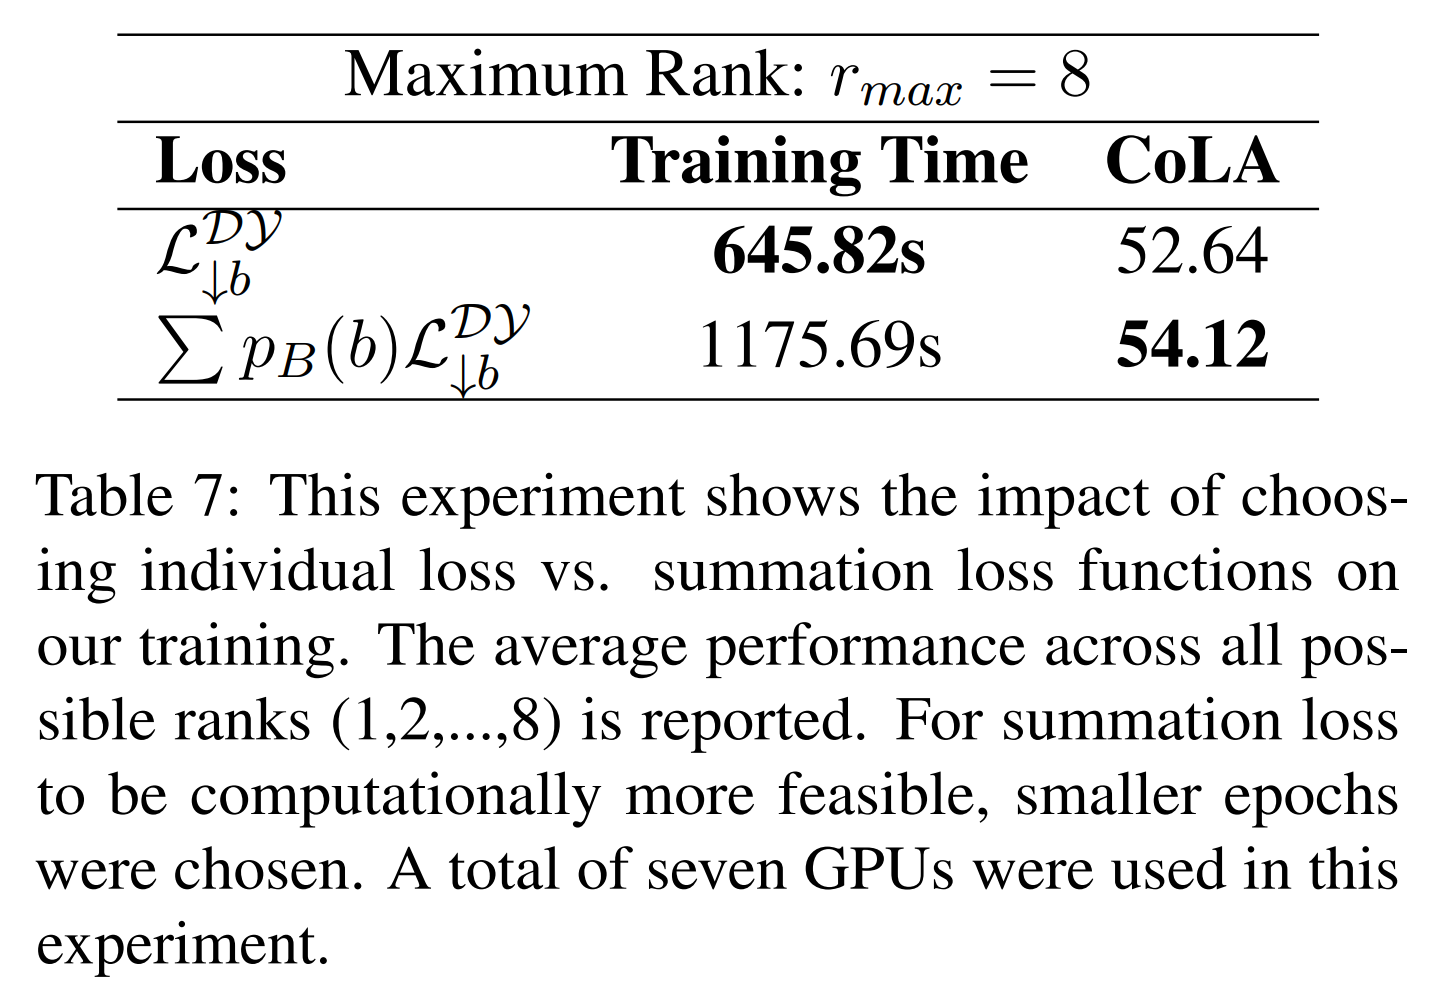 Maximum Rank: $r_{max} = 8$
Loss Training Time CoLA
$\mathcal{L}_{\downarrow b}^{\mathcal{DY}}$ 645.82s 52.64
$\sum p_B(b)\mathcal{L}_{\downarrow b}^{\mathcal{DY}}$ 1175.69s 54.12
Table 7: This experiment shows the impact of choos-
ing individual loss vs. summation loss functions on
our training. The average performance across all pos-
sible ranks (1,2,...,8) is reported. For summation loss
to be computationally more feasible, smaller epochs
were chosen. A total of seven GPUs were used in this
experiment.